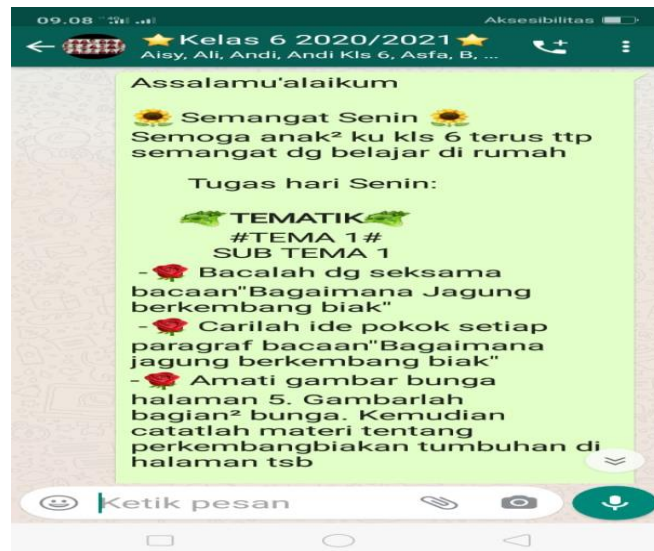 09.08 Aksesibilitas
⭐Kelas 6 2020/2021⭐
Aisy, Ali, Andi, Andi Kls 6, Asfa, B, ...
Assalamu'alaikum
🌻 Semangat Senin 🌻
Semoga anak² ku kls 6 terus ttp
semangat dg belajar di rumah
Tugas hari Senin:
TEMATIK
#TEMA 1#
SUB TEMA 1
-🌹 Bacalah dg seksama
bacaan"Bagaimana Jagung
berkembang biak"
-🌹 Carilah ide pokok setiap
paragraf bacaan"Bagaimana
jagung berkembang biak"
-🌹 Amati gambar bunga
halaman 5. Gambarlah
bagian² bunga. Kemudian
catatlah materi tentang
perkembangbiakan tumbuhan di
halaman tsb
Ketik pesan